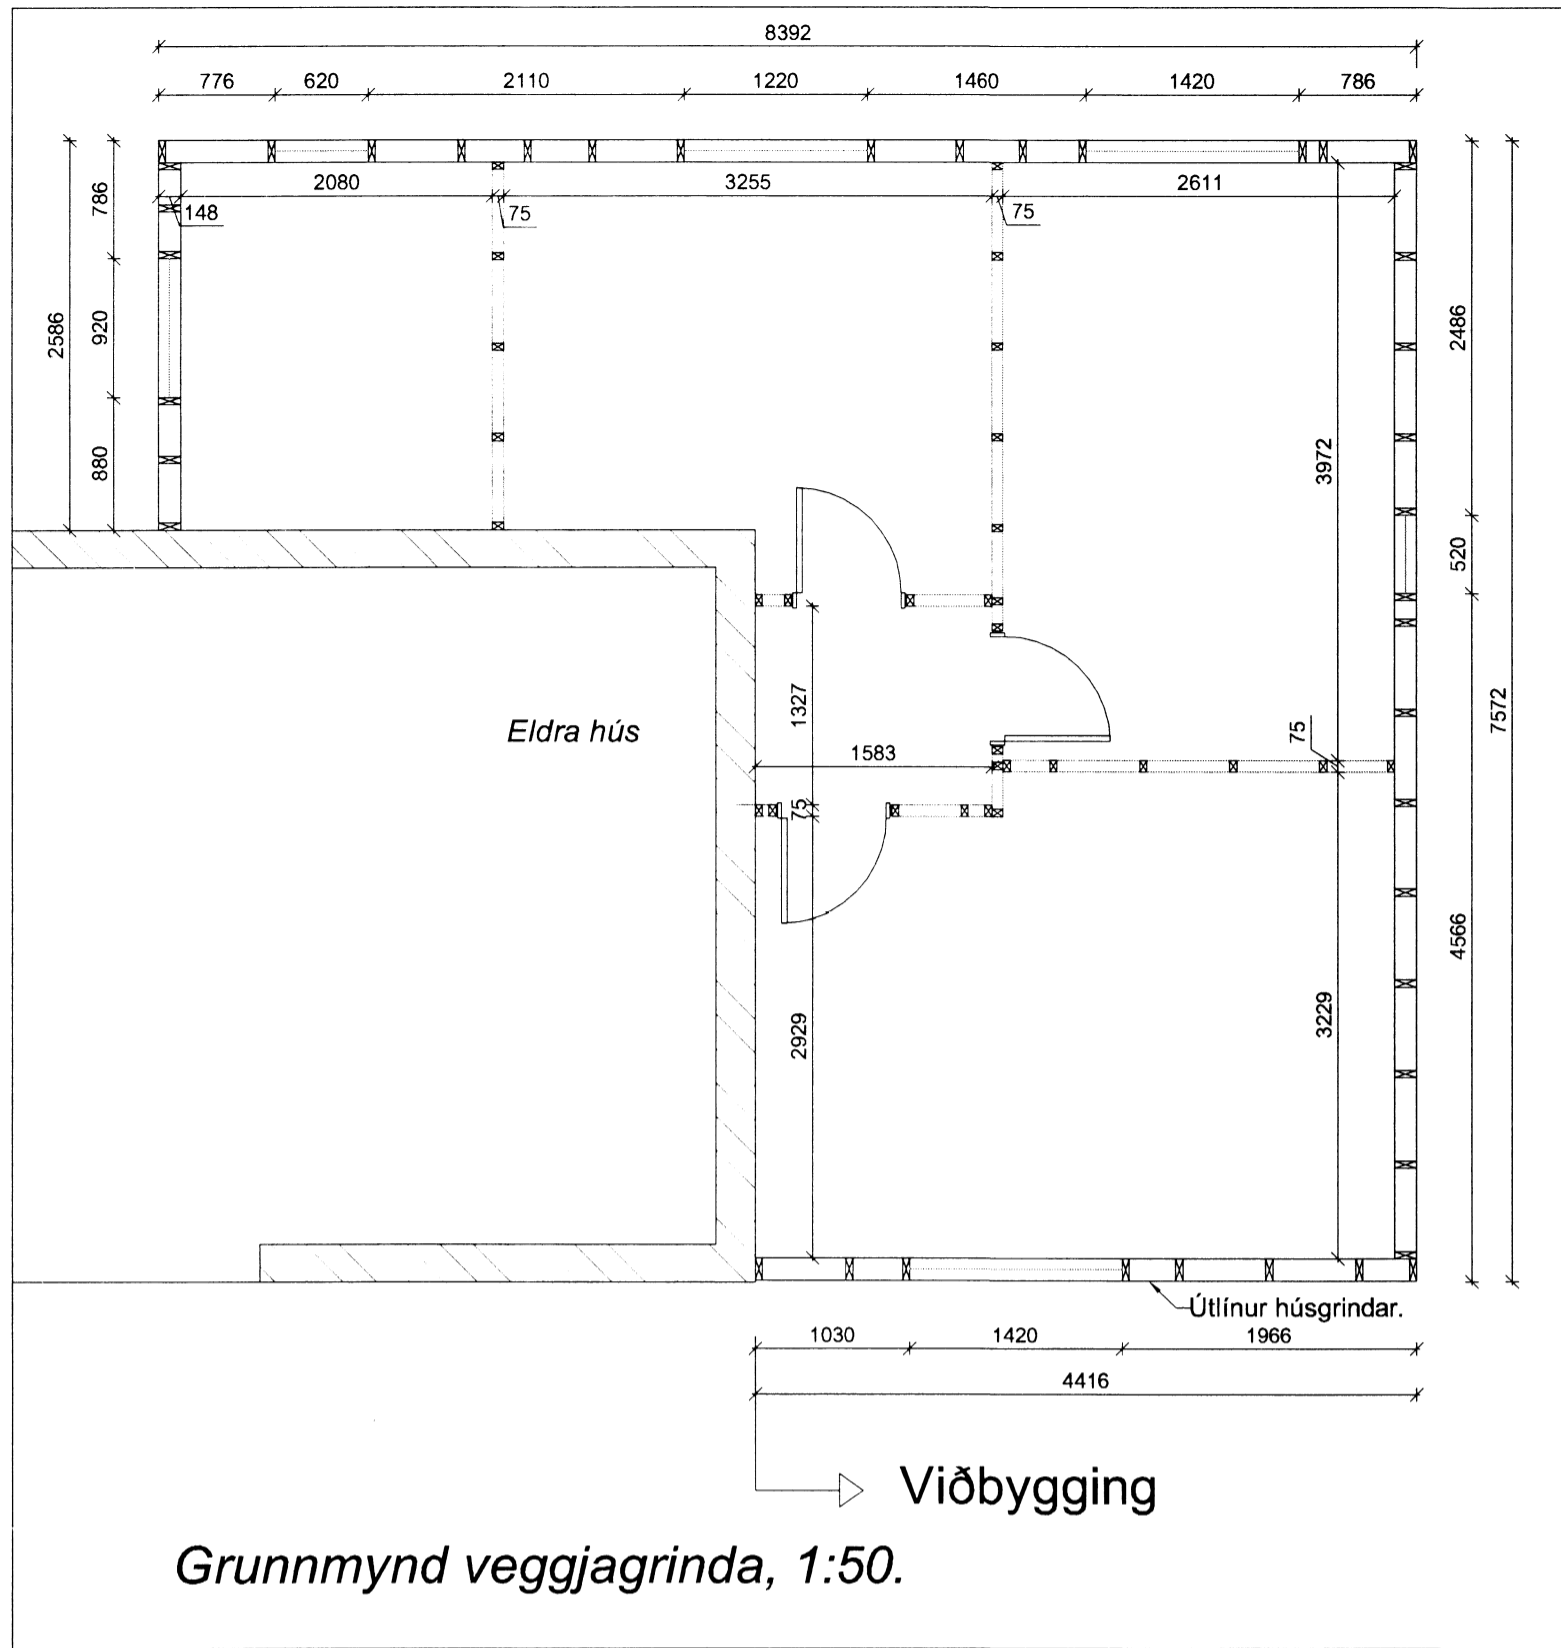 8392
776 620 2110 1220 1460 1420 786
2080 3255 2611
148 75 75
786
2586
920
880
2486
3972
520
7572
1327
Eldra hús
75
1583
75
4566
2929
3229
Útlínur húsgrindar.
1030 1420 1966
4416
Viðbygging
Grunnmynd veggjagrinda, 1:50.